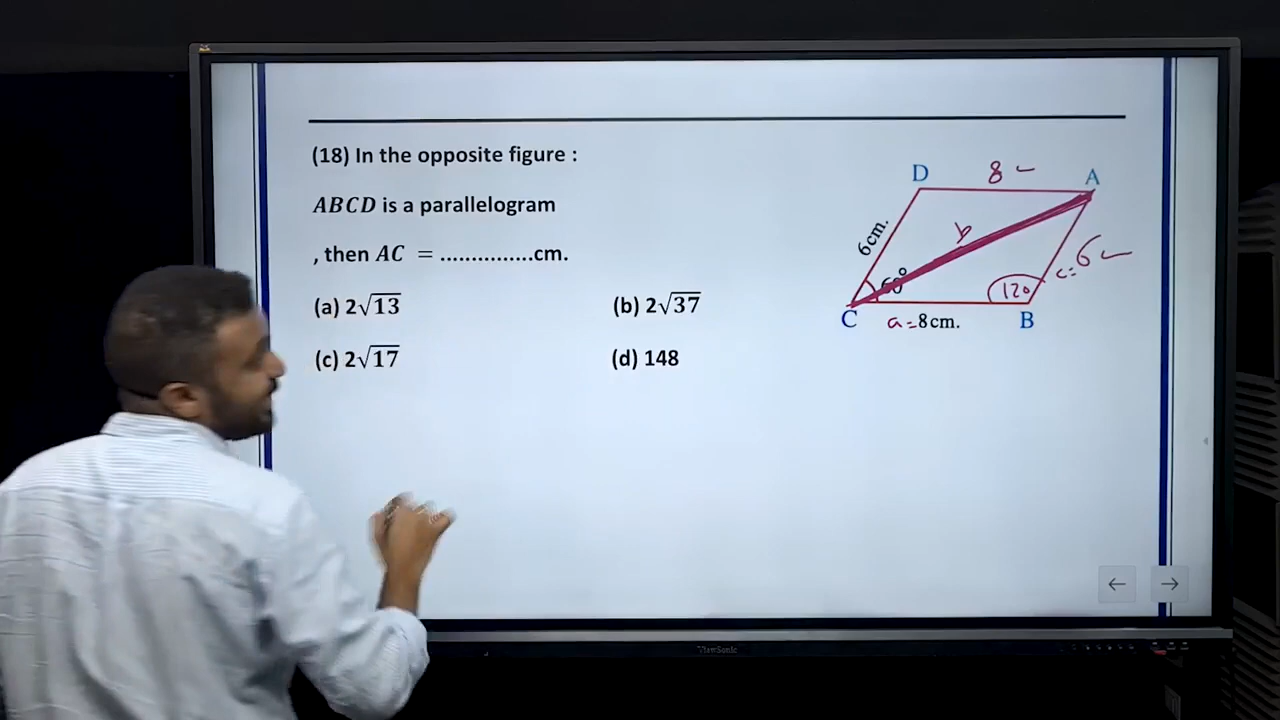 (18) In the opposite figure :
ABCD is a parallelogram
, then AC = ...............cm.
(a) 2√13
(b) 2√37
(c) 2√17
(d) 148
D
8
A
6cm.
b
60°
120
c=6
C
a=8cm.
B
ViewSonic